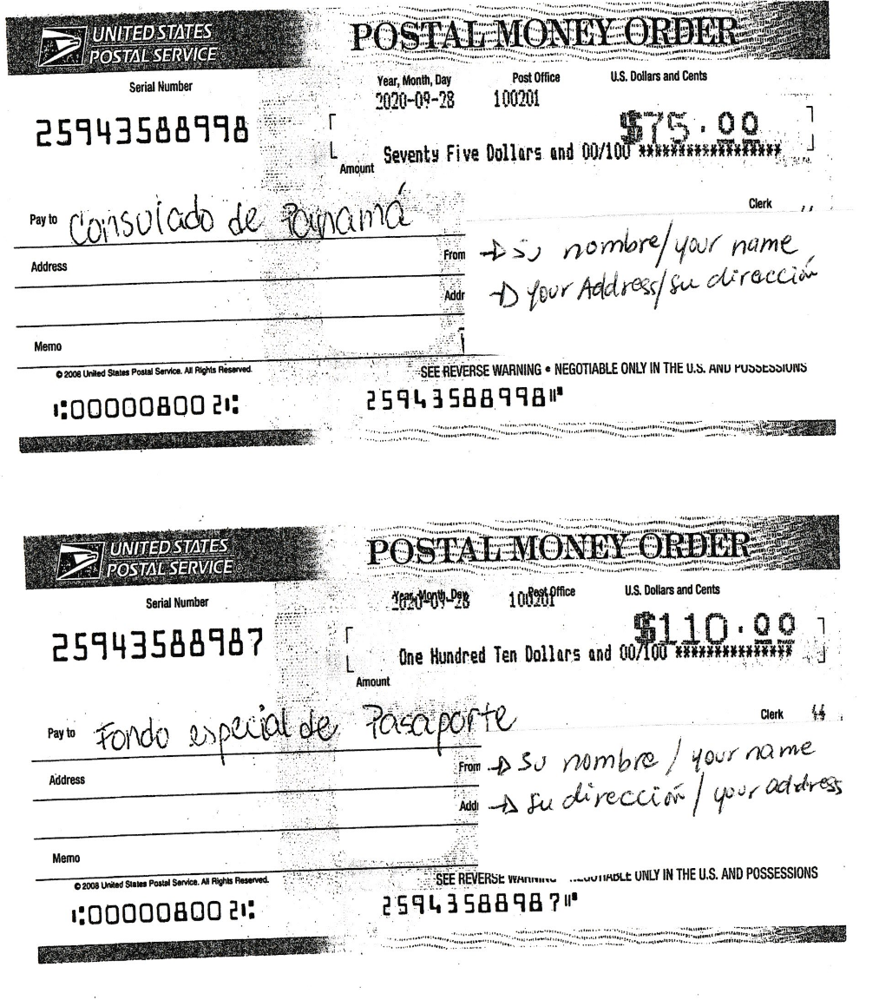 UNITED STATES
POSTAL SERVICE ®
POSTAL MONEY ORDER
Serial Number
Year, Month, Day
Post Office
U.S. Dollars and Cents
25943588998
2020-09-28
100201
$75.00
Amount
Seventy Five Dollars and 00/100 ******************
Pay to Consulado de Panamá
Clerk
Address
From → Su nombre/your name
Addr → Your Address/su dirección
Memo
© 2008 United States Postal Service. All Rights Reserved.
SEE REVERSE WARNING • NEGOTIABLE ONLY IN THE U.S. AND POSSESSIONS
⑆00000800 2⑆
25943588998⑈
UNITED STATES
POSTAL SERVICE ®
POSTAL MONEY ORDER
Serial Number
Year, Month, Day
Post Office
U.S. Dollars and Cents
25943588987
2020-09-28
100201
$110.00
Amount
One Hundred Ten Dollars and 00/100 ***************
Pay to Fondo especial de Pasaporte
Clerk
Address
From → Su nombre / your name
Addr → Su dirección / your address
Memo
© 2008 United States Postal Service. All Rights Reserved.
SEE REVERSE WARNING NEGOTIABLE ONLY IN THE U.S. AND POSSESSIONS
⑆00000800 2⑆
25943588987⑈